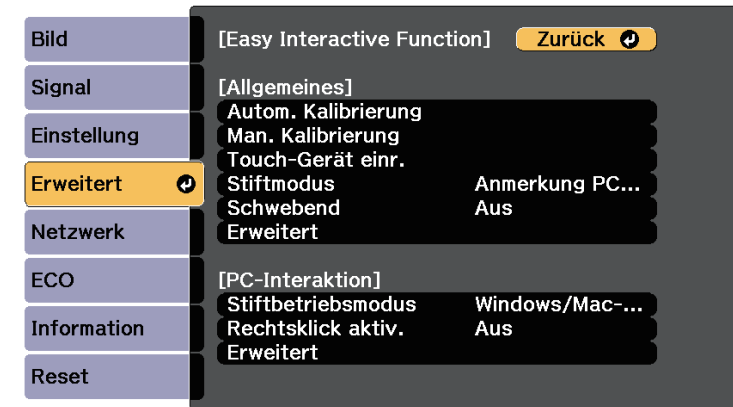 Bild
Signal
Einstellung
Erweitert
Netzwerk
ECO
Information
Reset
[Easy Interactive Function] Zurück
[Allgemeines]
Autom. Kalibrierung
Man. Kalibrierung
Touch-Gerät einr.
Stiftmodus Anmerkung PC...
Schwebend Aus
Erweitert
[PC-Interaktion]
Stiftbetriebsmodus Windows/Mac-...
Rechtsklick aktiv. Aus
Erweitert